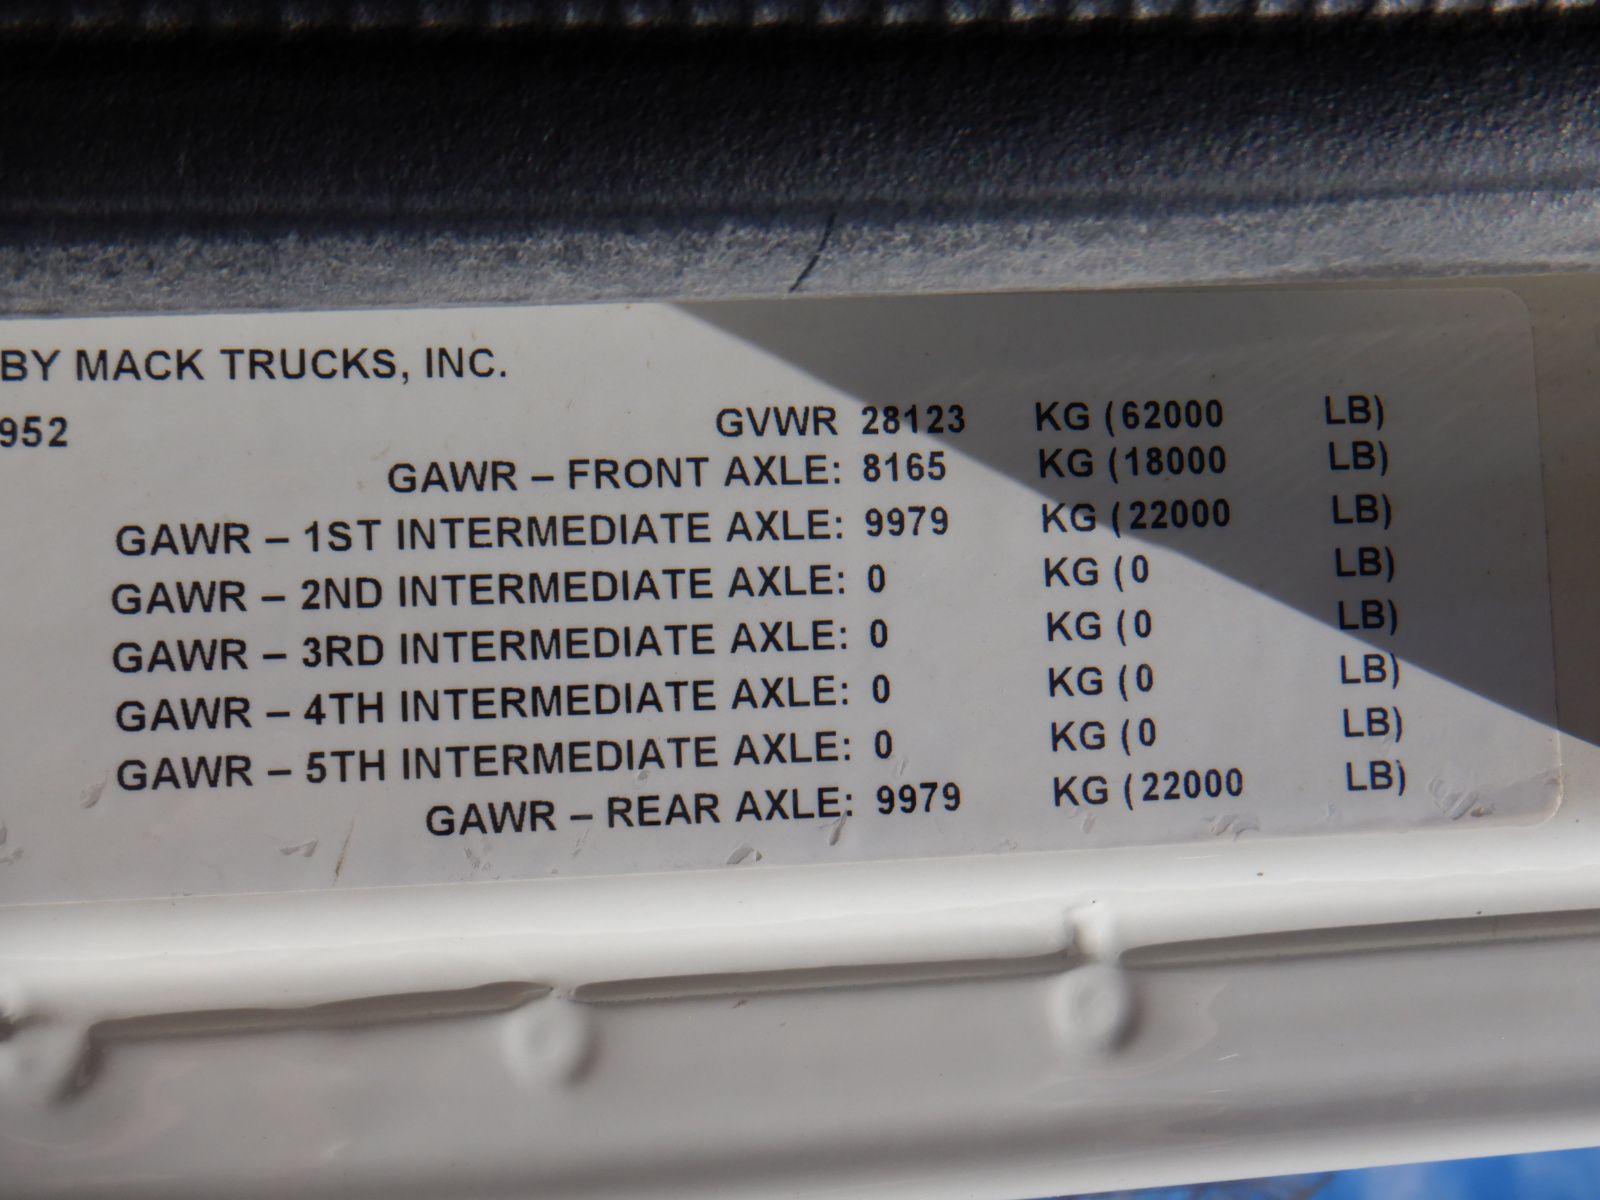 BY MACK TRUCKS, INC.
952 GVWR 28123 KG (62000 LB)
GAWR – FRONT AXLE: 8165 KG (18000 LB)
GAWR – 1ST INTERMEDIATE AXLE: 9979 KG (22000 LB)
GAWR – 2ND INTERMEDIATE AXLE: 0 KG (0 LB)
GAWR – 3RD INTERMEDIATE AXLE: 0 KG (0 LB)
GAWR – 4TH INTERMEDIATE AXLE: 0 KG (0 LB)
GAWR – 5TH INTERMEDIATE AXLE: 0 KG (0 LB)
GAWR – REAR AXLE: 9979 KG (22000 LB)